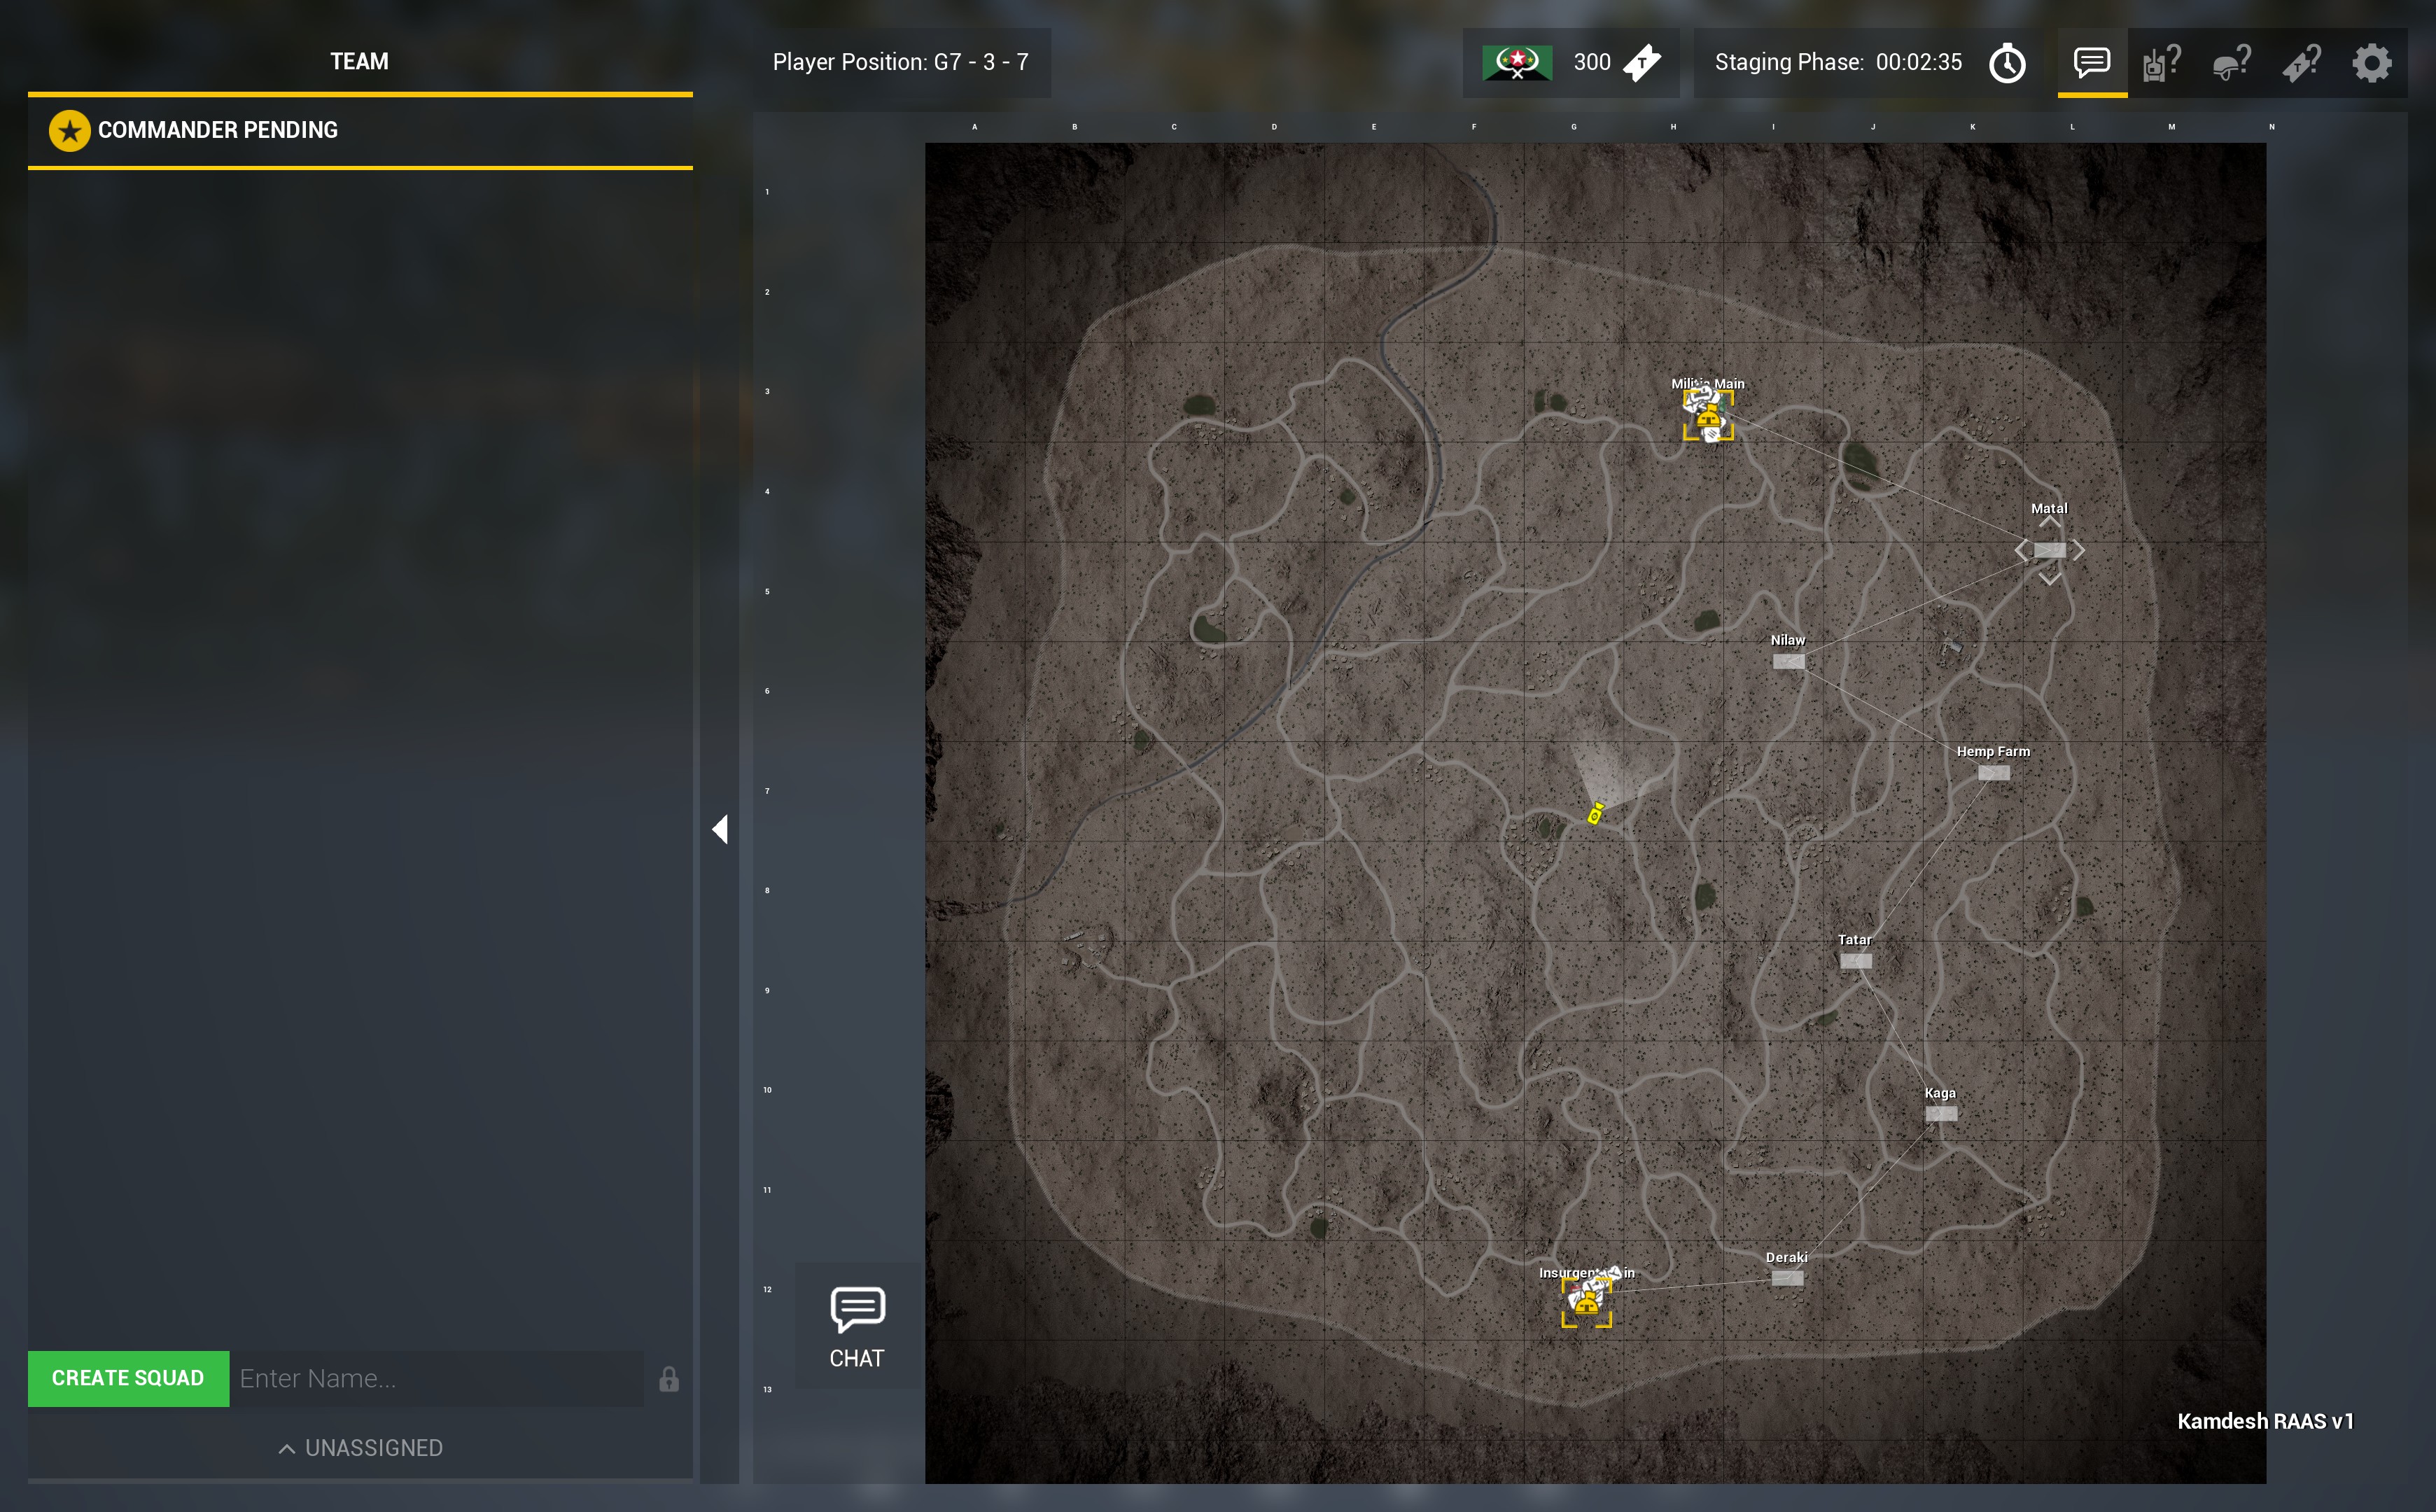 TEAM
Player Position: G7 - 3 - 7
300
Staging Phase: 00:02:35
COMMANDER PENDING
A B C D E F G H I J K L M N
1
2
3
Militia Main
4
Matal
5
Nilaw
6
Hemp Farm
7
8
Tatar
9
10
Kaga
11
Deraki
12
CHAT
13
CREATE SQUAD
Enter Name...
Kamdesh RAAS v1
UNASSIGNED